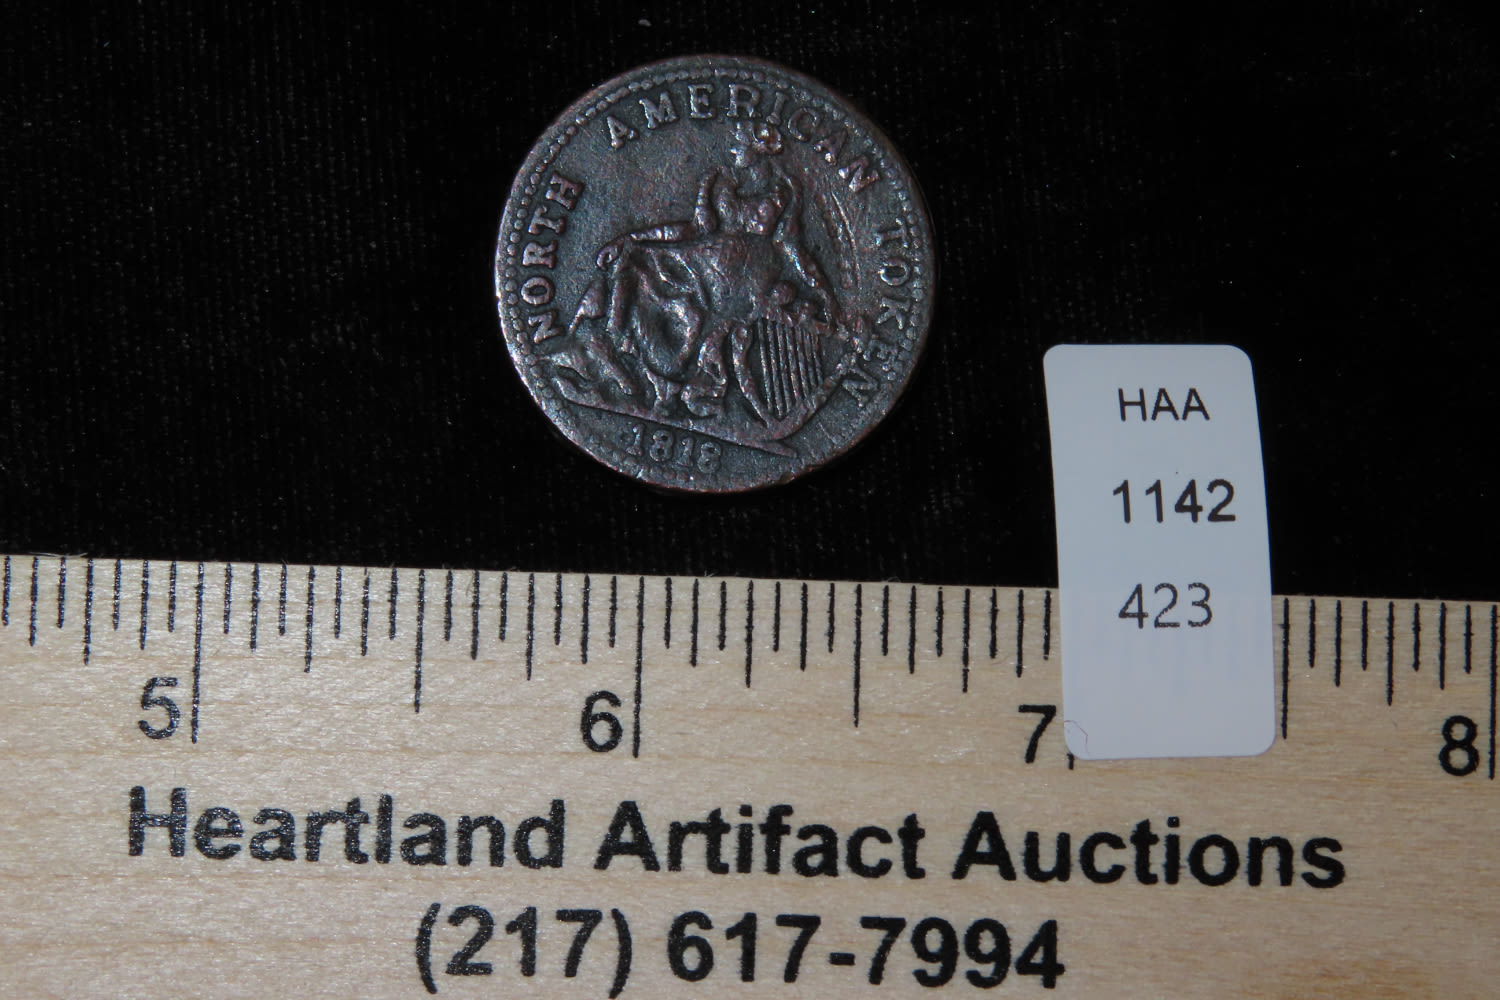 NORTH AMERICAN TOKEN
1818
HAA
1142
423
5 6 7 8
Heartland Artifact Auctions
(217) 617-7994